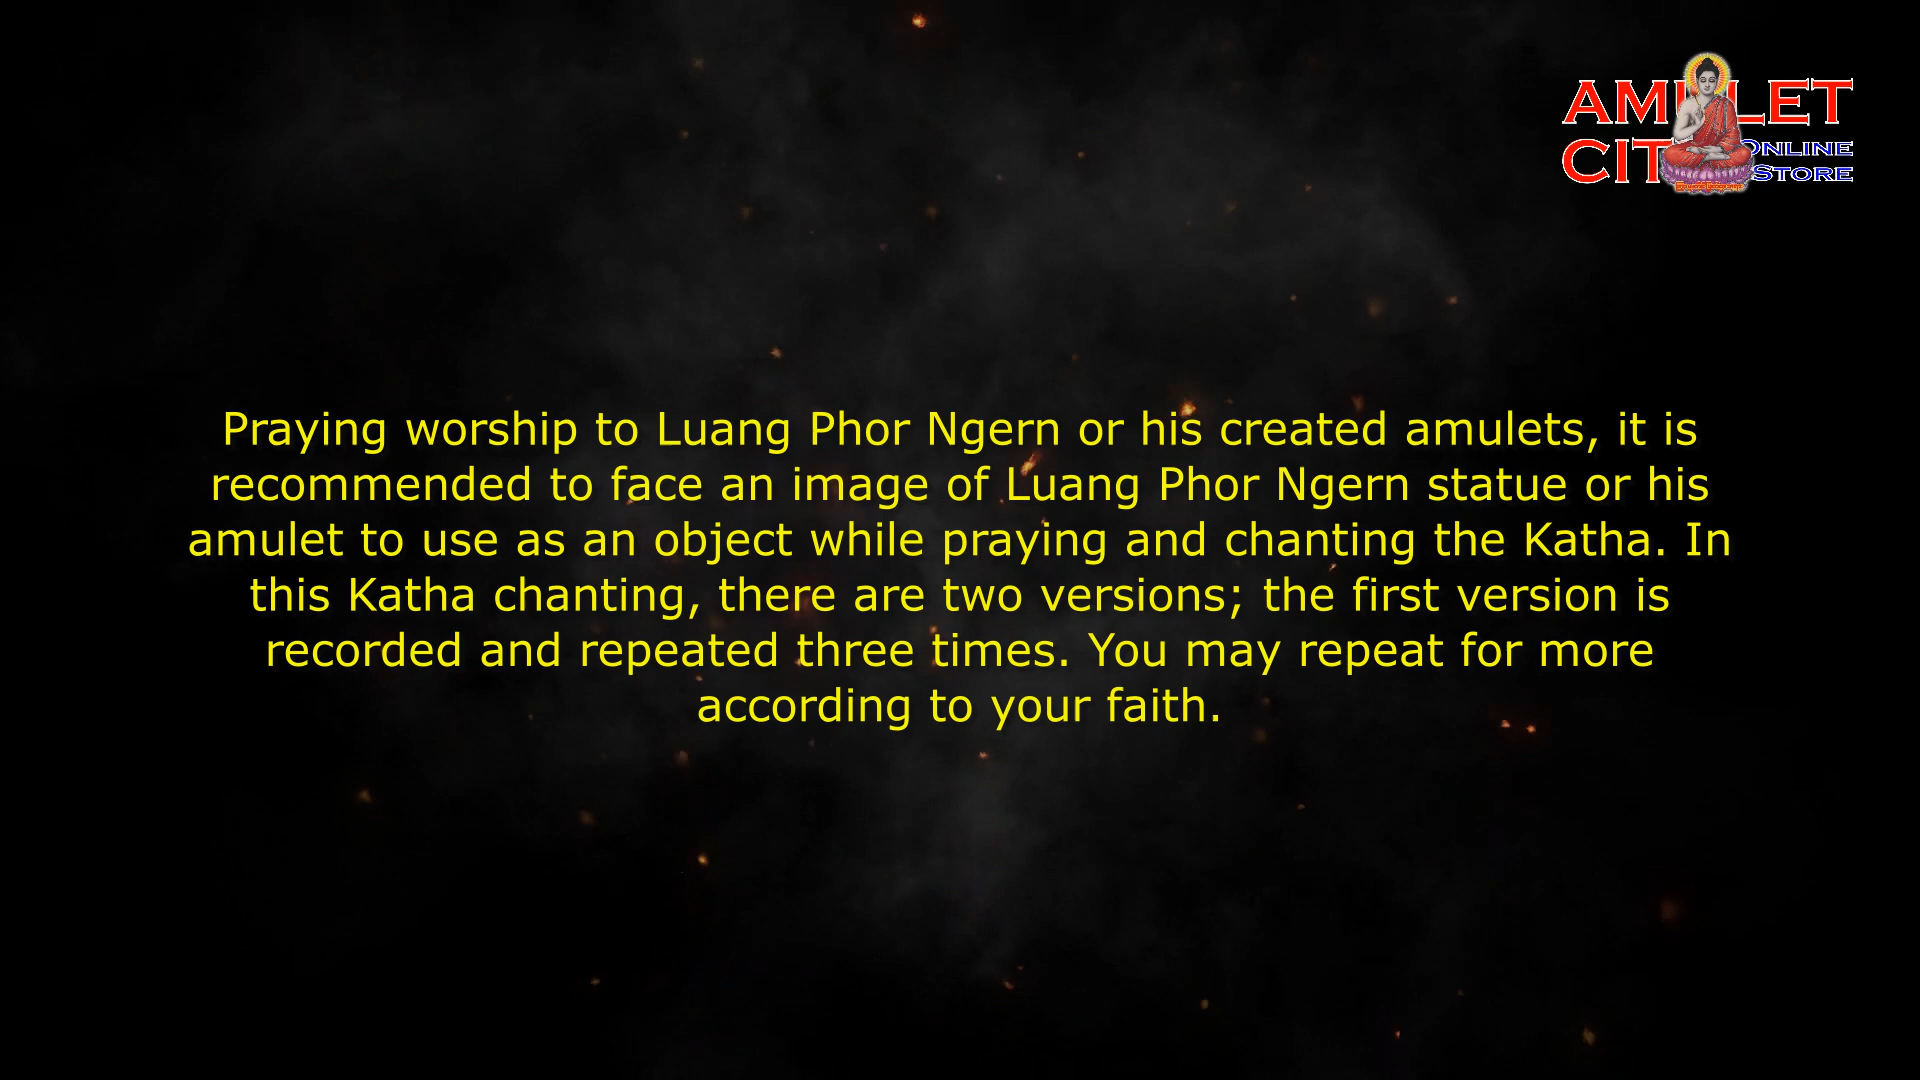 AMULET
CITY ONLINE
STORE
Praying worship to Luang Phor Ngern or his created amulets, it is
recommended to face an image of Luang Phor Ngern statue or his
amulet to use as an object while praying and chanting the Katha. In
this Katha chanting, there are two versions; the first version is
recorded and repeated three times. You may repeat for more
according to your faith.